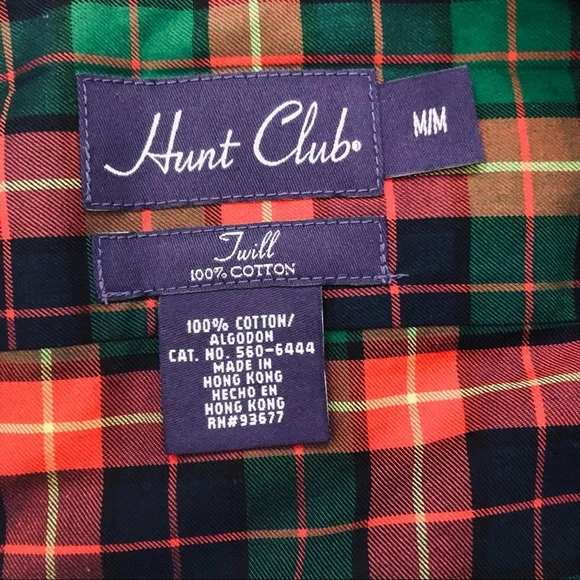 Hunt Club®
M/M
Twill
100% COTTON
100% COTTON/
ALGODON
CAT. NO. 560-6444
MADE IN
HONG KONG
HECHO EN
HONG KONG
RN#93677